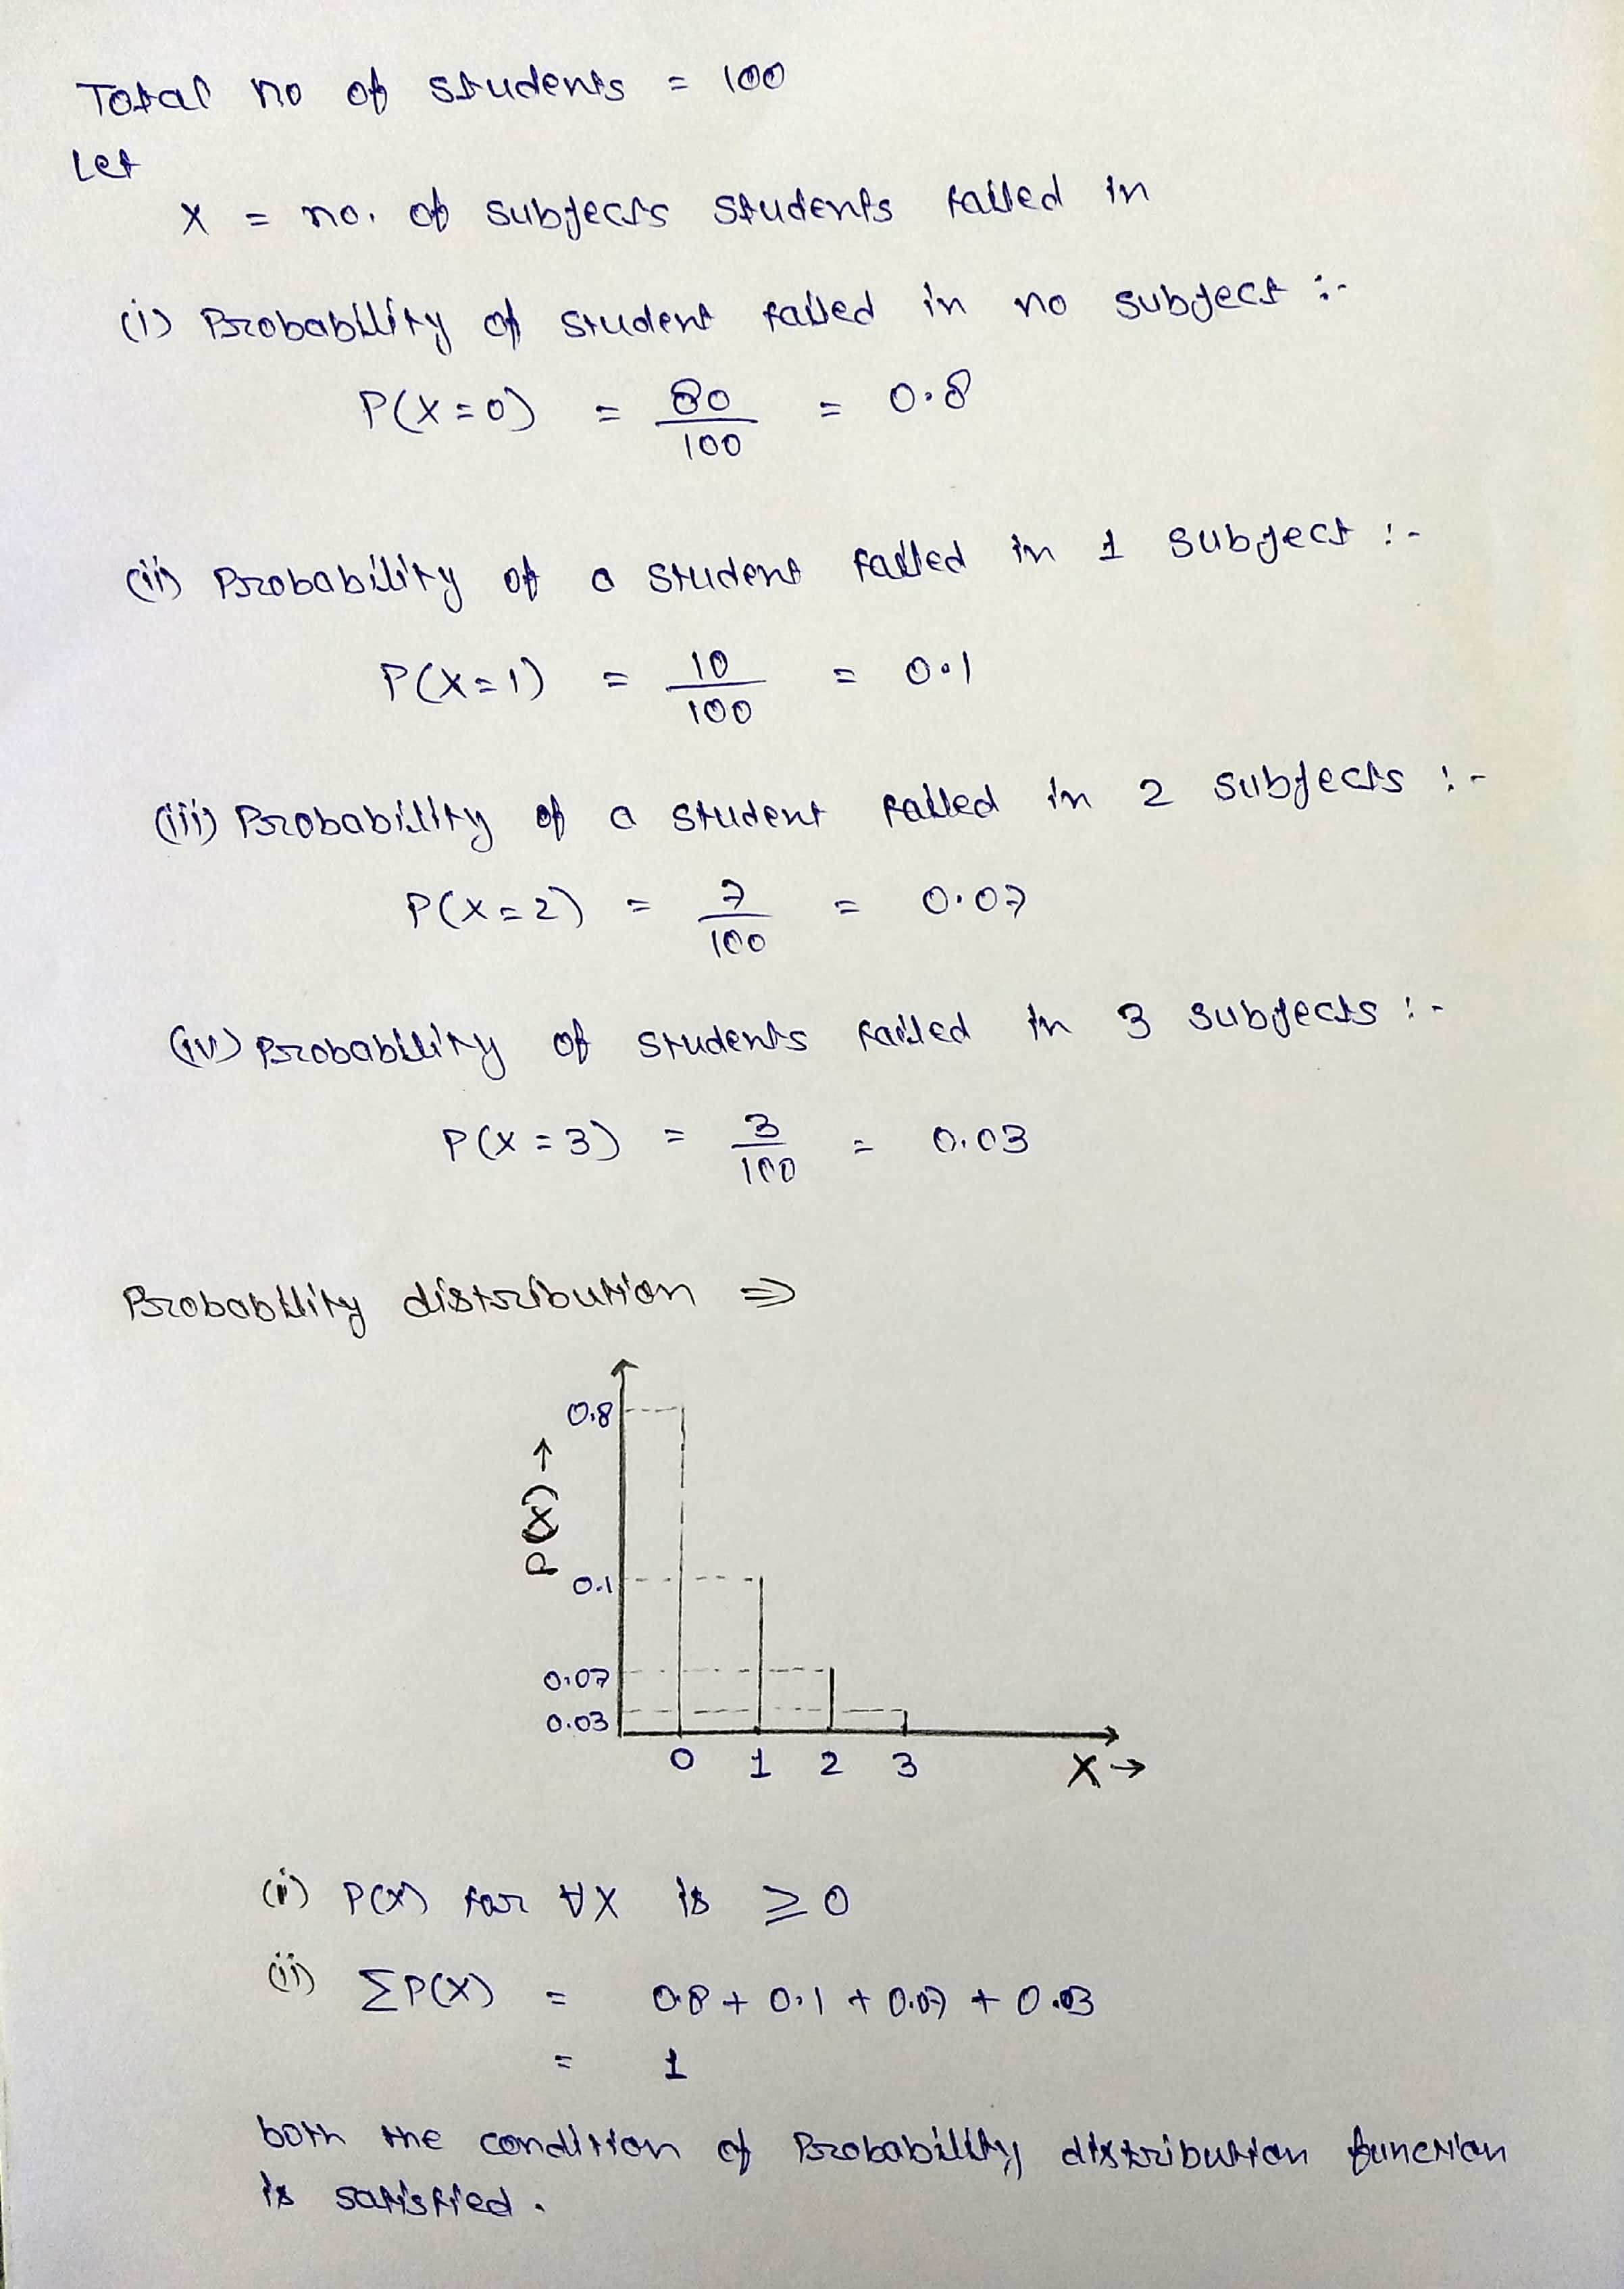 Total no of students = 100
Let
X = no. of subjects students failed in
(i) Probability of student failed in no subject :-
P(X=0) = 80/100 = 0.8
(ii) Probability of a student failed in 1 subject :-
P(X=1) = 10/100 = 0.1
(iii) Probability of a student failed in 2 subjects :-
P(X=2) = 7/100 = 0.07
(iv) Probability of students failed in 3 subjects :-
P(X=3) = 3/100 = 0.03
Probability distribution ⇒
0.8
P(X) →
0.1
0.07
0.03
0 1 2 3 X →
(i) P(X) for ∀X is ≥ 0
(ii) ΣP(X) = 0.8 + 0.1 + 0.07 + 0.03
= 1
both the condition of Probability distribution function
is satisfied.